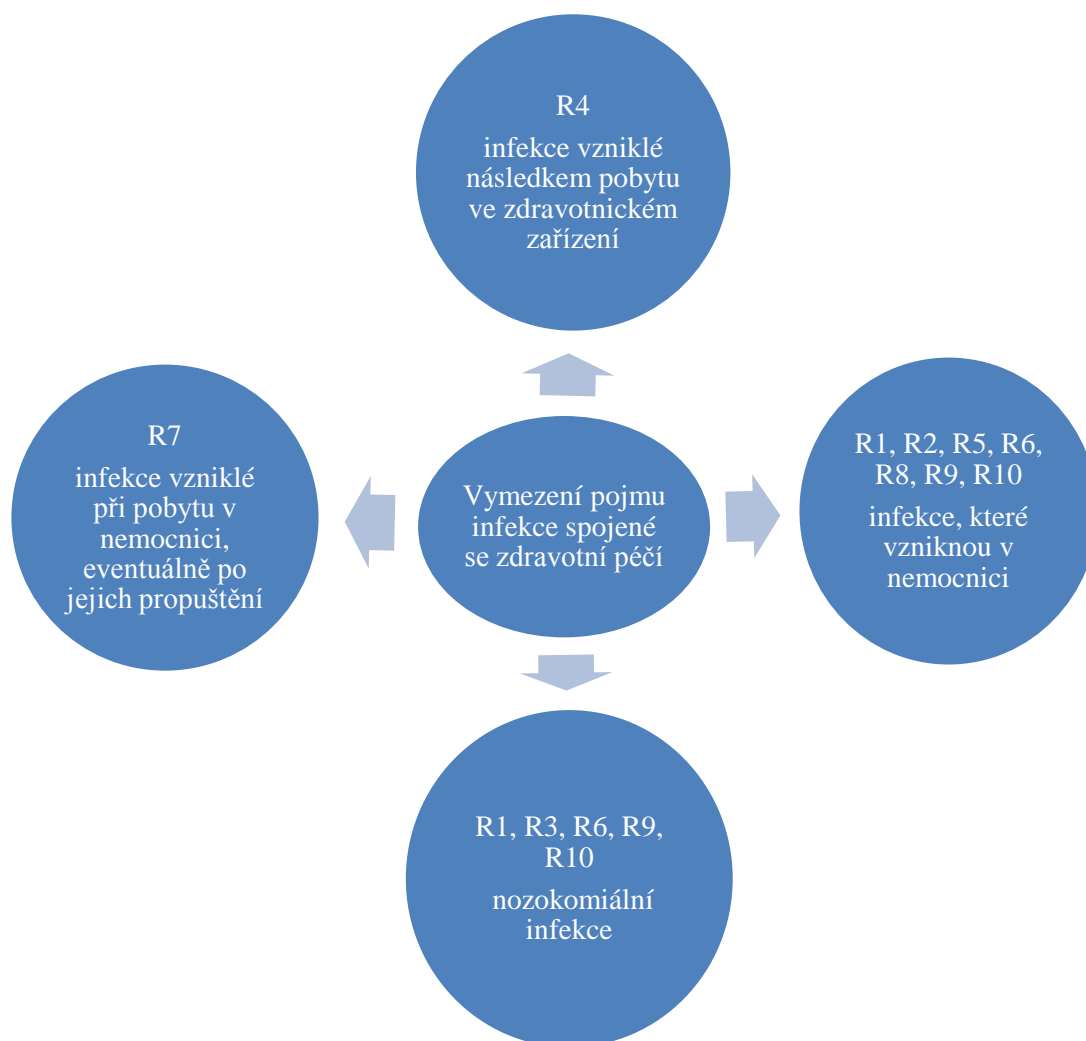 R4
infekce vzniklé
následkem pobytu
ve zdravotnickém
zařízení
R7
infekce vzniklé
při pobytu v
nemocnici,
eventuálně po
jejich propuštění
Vymezení pojmu
infekce spojené
se zdravotní péčí
R1, R2, R5, R6,
R8, R9, R10
infekce, které
vzniknou v
nemocnici
R1, R3, R6, R9,
R10
nozokomiální
infekce